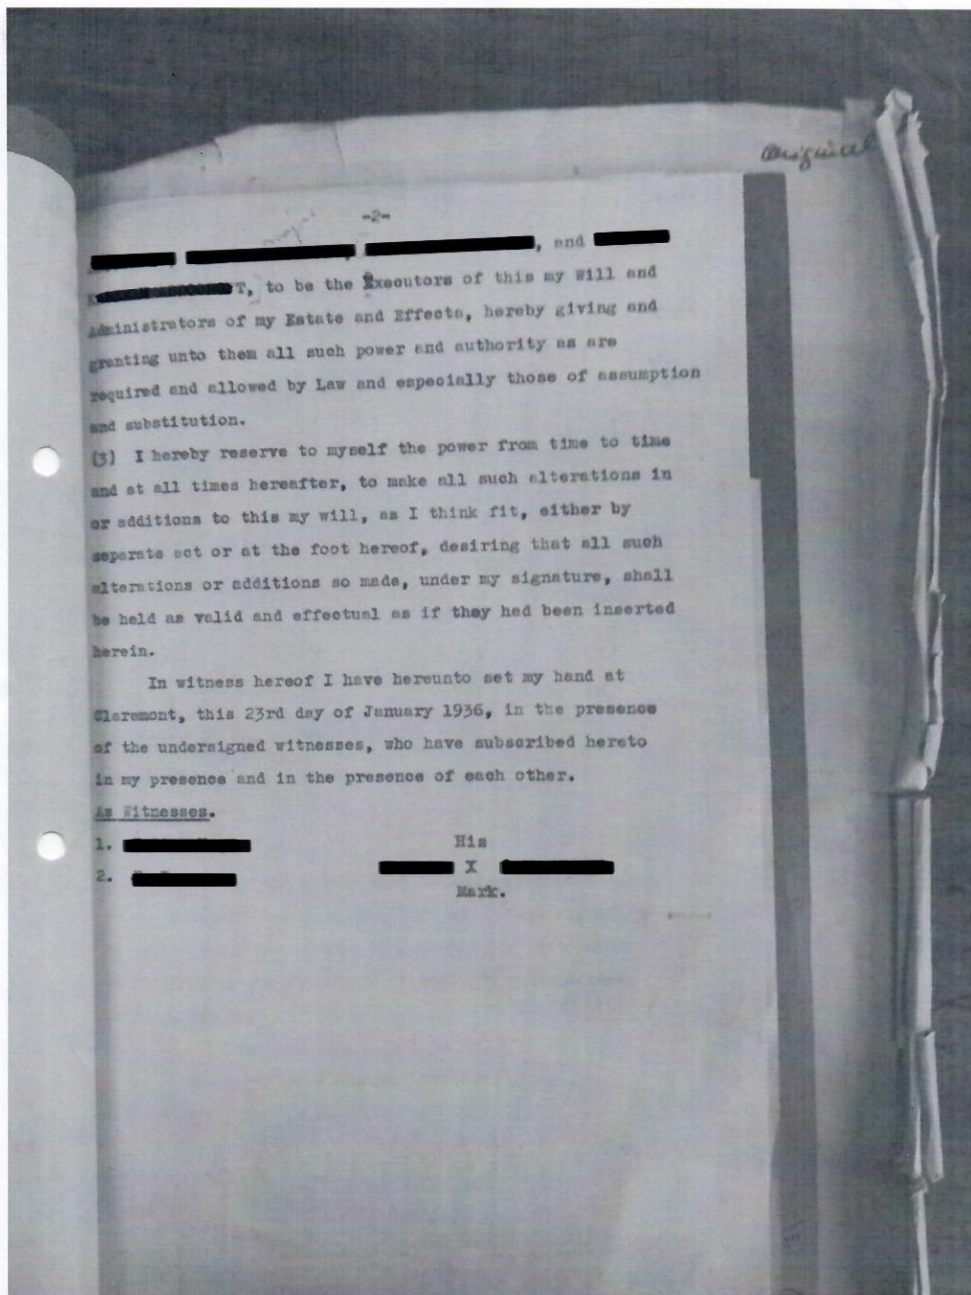 Original
-2-
, and
T, to be the Executors of this my Will and
Administrators of my Estate and Effects, hereby giving and
granting unto them all such power and authority as are
required and allowed by Law and especially those of assumption
and substitution.
(3) I hereby reserve to myself the power from time to time
and at all times hereafter, to make all such alterations in
or additions to this my will, as I think fit, either by
separate act or at the foot hereof, desiring that all such
alterations or additions so made, under my signature, shall
be held as valid and effectual as if they had been inserted
herein.
In witness hereof I have hereunto set my hand at
Claremont, this 23rd day of January 1936, in the presence
of the undersigned witnesses, who have subscribed hereto
in my presence and in the presence of each other.
As Witnesses.
1.
His
2.
X
Mark.